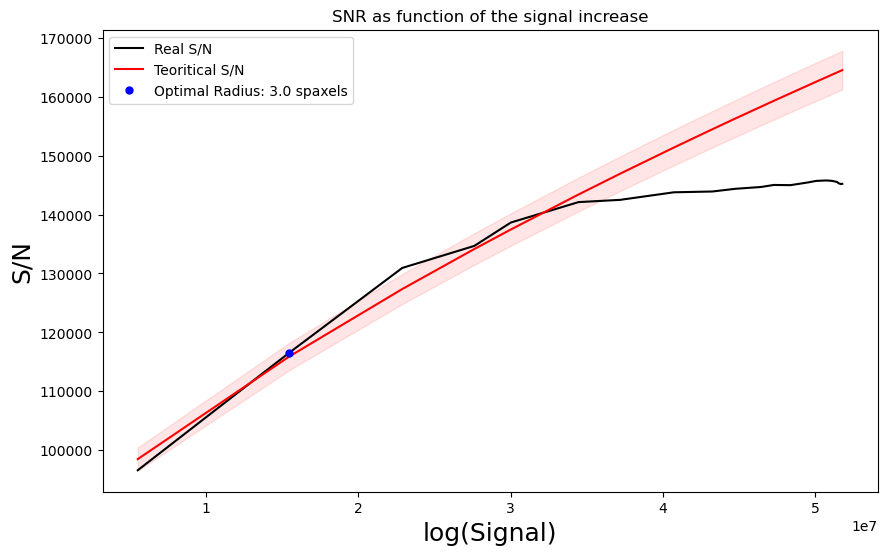 SNR as function of the signal increase
Real S/N
Teoritical S/N
Optimal Radius: 3.0 spaxels
170000
160000
150000
140000
130000
120000
110000
100000
S/N
1
2
3
4
5
1e7
log(Signal)